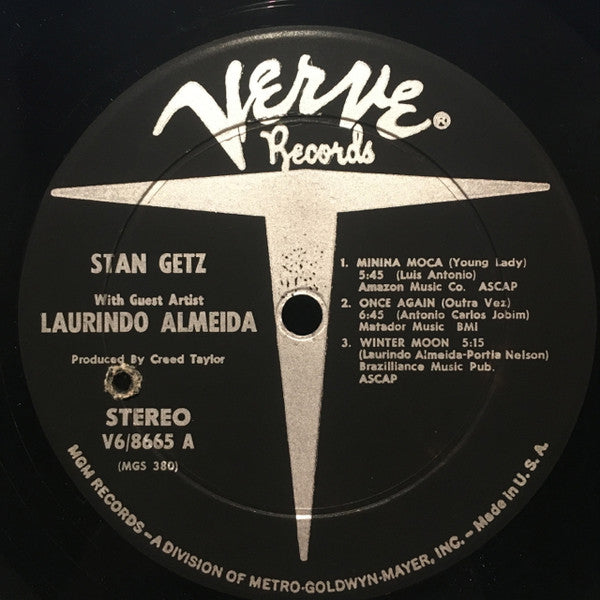 Verve®
Records
STAN GETZ
With Guest Artist
LAURINDO ALMEIDA
Produced By Creed Taylor
STEREO
V6/8665 A
(MGS 380)
1. MININA MOCA (Young Lady)
5:45 (Luis Antonio)
Amazon Music Co. ASCAP
2. ONCE AGAIN (Outra Vez)
6:45 (Antonio Carlos Jobim)
Matador Music BMI
3. WINTER MOON 5:15
(Laurindo Almeida-Portia Nelson)
Brazilliance Music Pub.
ASCAP
MGM RECORDS—A DIVISION OF METRO-GOLDWYN-MAYER, INC.—Made in U.S.A.